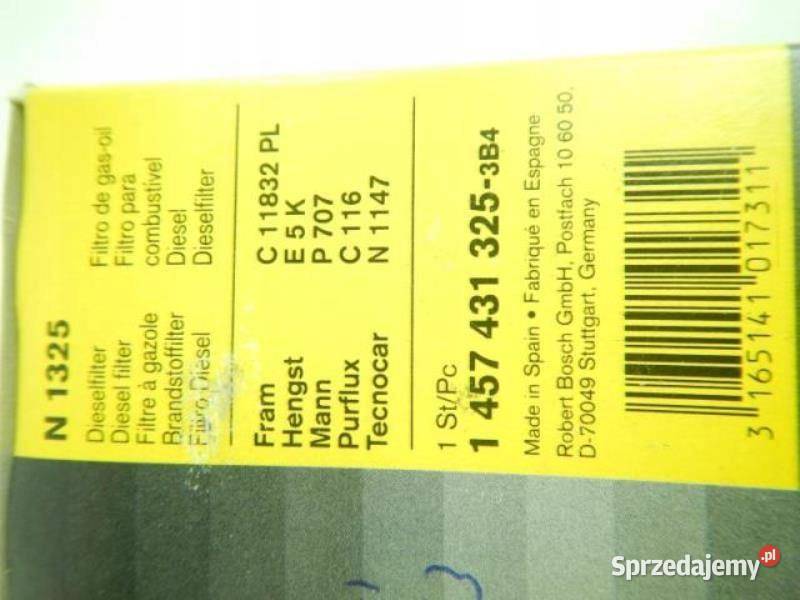 N 1325
Dieselfilter
Diesel filter
Filtre à gazole
Brandstoffilter
Filtro Diesel
Filtro de gas-oil
Filtro para
combustivel
Diesel
Dieselfilter
Fram C 11832 PL
Hengst E 5 K
Mann P 707
Purflux C 116
Tecnocar N 1147
1 St/Pc
1 457 431 325-3B4
Made in Spain • Fabriqué en Espagne
Robert Bosch GmbH, Postfach 10 60 50,
D-70049 Stuttgart, Germany
3 165141 017311
3
Sprzedajemy.pl